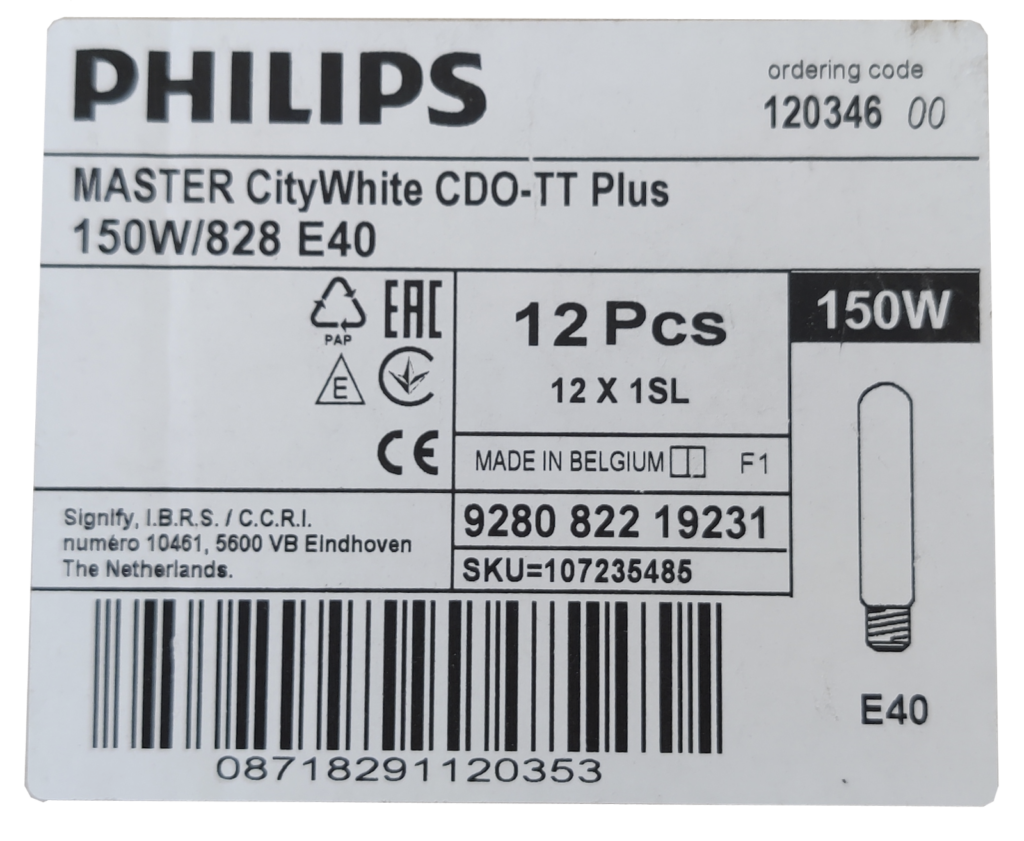 PHILIPS
ordering code
120346 00
MASTER CityWhite CDO-TT Plus
150W/828 E40
PAP
EAC
E
CE
12 Pcs
12 X 1SL
150W
MADE IN BELGIUM F1
Signify, I.B.R.S. / C.C.R.I.
numéro 10461, 5600 VB Eindhoven
The Netherlands.
9280 822 19231
SKU=107235485
E40
08718291120353